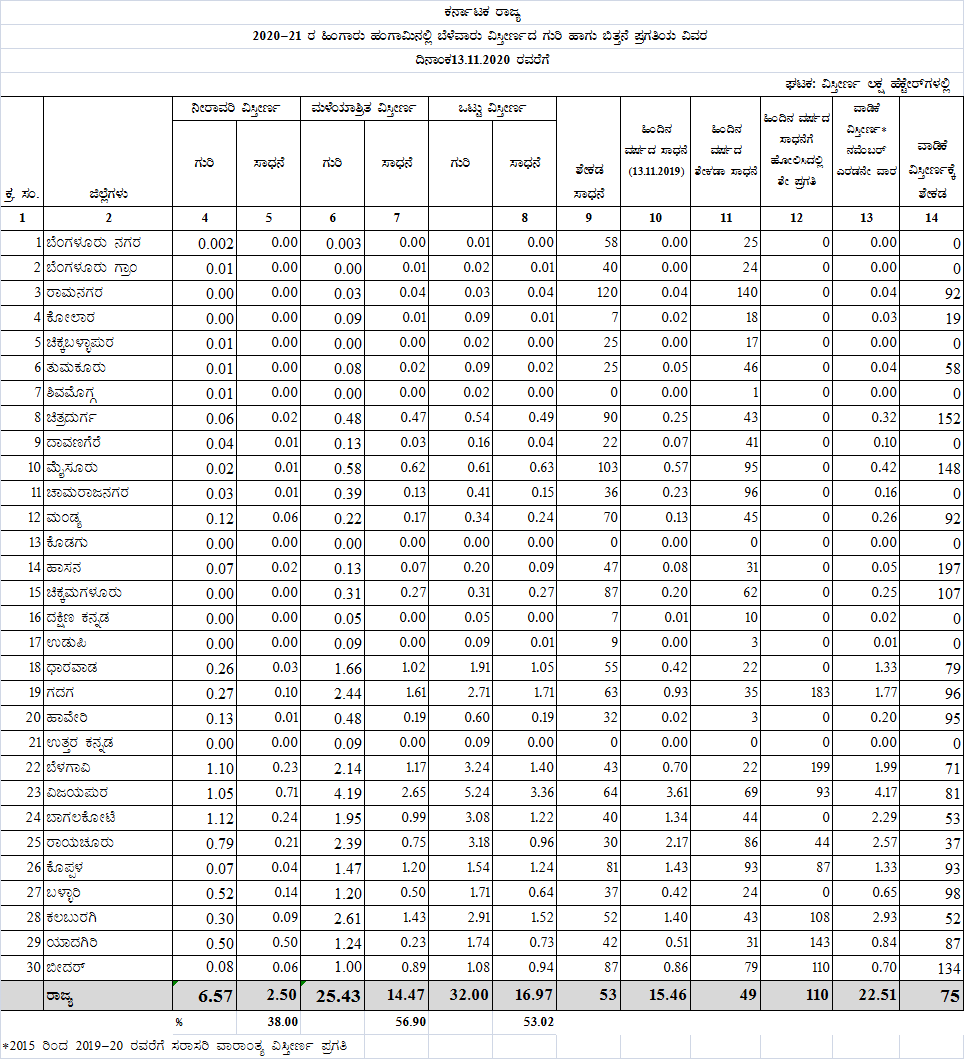 ಕರ್ನಾಟಕ ರಾಜ್ಯ
2020–21 ರ ಹಿಂಗಾರು ಹಂಗಾಮಿನಲ್ಲಿ ಬೆಳೆವಾರು ವಿಸ್ತೀರ್ಣದ ಗುರಿ ಹಾಗು ಬಿತ್ತನೆ ಪ್ರಗತಿಯ ವಿವರ
ದಿನಾಂಕ13.11.2020 ರವರೆಗೆ
ಘಟಕ: ವಿಸ್ತೀರ್ಣ ಲಕ್ಷ ಹೆಕ್ಟೇರ್‌ಗಳಲ್ಲಿ
ಕ್ರ. ಸಂ. ಜಿಲ್ಲೆಗಳು ನೀರಾವರಿ ವಿಸ್ತೀರ್ಣ ಮಳೆಯಾಶ್ರಿತ ವಿಸ್ತೀರ್ಣ ಒಟ್ಟು ವಿಸ್ತೀರ್ಣ
ಗುರಿ ಸಾಧನೆ ಗುರಿ ಸಾಧನೆ ಗುರಿ ಸಾಧನೆ
ಶೇಕಡ
ಸಾಧನೆ
ಹಿಂದಿನ
ವರ್ಷದ ಸಾಧನೆ
(13.11.2019)
ಹಿಂದಿನ
ವರ್ಷದ
ಶೇಕಡಾ ಸಾಧನೆ
ಹಿಂದಿನ ವರ್ಷದ
ಸಾಧನೆಗೆ
ಹೋಲಿಸಿದಲ್ಲಿ
ಶೇ ಪ್ರಗತಿ
ವಾಡಿಕೆ
ವಿಸ್ತೀರ್ಣ*
ನವೆಂಬರ್
ಎರಡನೇ ವಾರ
ವಾಡಿಕೆ
ವಿಸ್ತೀರ್ಣಕ್ಕೆ
ಶೇಕಡ
1 2 4 5 6 7 8 9 10 11 12 13 14
1 ಬೆಂಗಳೂರು ನಗರ 0.002 0.00 0.003 0.00 0.01 0.00 58 0.00 25 0 0.00 0
2 ಬೆಂಗಳೂರು ಗ್ರಾಂ 0.01 0.00 0.00 0.01 0.02 0.01 40 0.00 24 0 0.00 0
3 ರಾಮನಗರ 0.00 0.00 0.03 0.04 0.03 0.04 120 0.04 140 0 0.04 92
4 ಕೋಲಾರ 0.00 0.00 0.09 0.01 0.09 0.01 7 0.02 18 0 0.03 19
5 ಚಿಕ್ಕಬಳ್ಳಾಪುರ 0.01 0.00 0.00 0.00 0.02 0.00 25 0.00 17 0 0.00 0
6 ತುಮಕೂರು 0.01 0.00 0.08 0.02 0.09 0.02 25 0.05 46 0 0.04 58
7 ಶಿವಮೊಗ್ಗ 0.01 0.00 0.00 0.00 0.02 0.00 0 0.00 1 0 0.00 0
8 ಚಿತ್ರದುರ್ಗ 0.06 0.02 0.48 0.47 0.54 0.49 90 0.25 43 0 0.32 152
9 ದಾವಣಗೆರೆ 0.04 0.01 0.13 0.03 0.16 0.04 22 0.07 41 0 0.10 0
10 ಮೈಸೂರು 0.02 0.01 0.58 0.62 0.61 0.63 103 0.57 95 0 0.42 148
11 ಚಾಮರಾಜನಗರ 0.03 0.01 0.39 0.13 0.41 0.15 36 0.23 96 0 0.16 0
12 ಮಂಡ್ಯ 0.12 0.06 0.22 0.17 0.34 0.24 70 0.13 45 0 0.26 92
13 ಕೊಡಗು 0.00 0.00 0.00 0.00 0.00 0.00 0 0.00 0 0 0.00 0
14 ಹಾಸನ 0.07 0.02 0.13 0.07 0.20 0.09 47 0.08 31 0 0.05 197
15 ಚಿಕ್ಕಮಗಳೂರು 0.00 0.00 0.31 0.27 0.31 0.27 87 0.20 62 0 0.25 107
16 ದಕ್ಷಿಣ ಕನ್ನಡ 0.00 0.00 0.05 0.00 0.05 0.00 7 0.01 10 0 0.02 0
17 ಉಡುಪಿ 0.00 0.00 0.09 0.00 0.09 0.01 9 0.00 3 0 0.01 0
18 ಧಾರವಾಡ 0.26 0.03 1.66 1.02 1.91 1.05 55 0.42 22 0 1.33 79
19 ಗದಗ 0.27 0.10 2.44 1.61 2.71 1.71 63 0.93 35 183 1.77 96
20 ಹಾವೇರಿ 0.13 0.01 0.48 0.19 0.60 0.19 32 0.02 3 0 0.20 95
21 ಉತ್ತರ ಕನ್ನಡ 0.00 0.00 0.09 0.00 0.09 0.00 0 0.00 0 0 0.00 0
22 ಬೆಳಗಾವಿ 1.10 0.23 2.14 1.17 3.24 1.40 43 0.70 22 199 1.99 71
23 ವಿಜಯಪುರ 1.05 0.71 4.19 2.65 5.24 3.36 64 3.61 69 93 4.17 81
24 ಬಾಗಲಕೋಟೆ 1.12 0.24 1.95 0.99 3.08 1.22 40 1.34 44 0 2.29 53
25 ರಾಯಚೂರು 0.79 0.21 2.39 0.75 3.18 0.96 30 2.17 86 44 2.57 37
26 ಕೊಪ್ಪಳ 0.07 0.04 1.47 1.20 1.54 1.24 81 1.43 93 87 1.33 93
27 ಬಳ್ಳಾರಿ 0.52 0.14 1.20 0.50 1.71 0.64 37 0.42 24 0 0.65 98
28 ಕಲಬುರಗಿ 0.30 0.09 2.61 1.43 2.91 1.52 52 1.40 43 108 2.93 52
29 ಯಾದಗಿರಿ 0.50 0.50 1.24 0.23 1.74 0.73 42 0.51 31 143 0.84 87
30 ಬೀದರ್ 0.08 0.06 1.00 0.89 1.08 0.94 87 0.86 79 110 0.70 134
ರಾಜ್ಯ 6.57 2.50 25.43 14.47 32.00 16.97 53 15.46 49 110 22.51 75
% 38.00 56.90 53.02
*2015 ರಿಂದ 2019–20 ರವರೆಗೆ ಸರಾಸರಿ ವಾರಾಂತ್ಯ ವಿಸ್ತೀರ್ಣ ಪ್ರಗತಿ